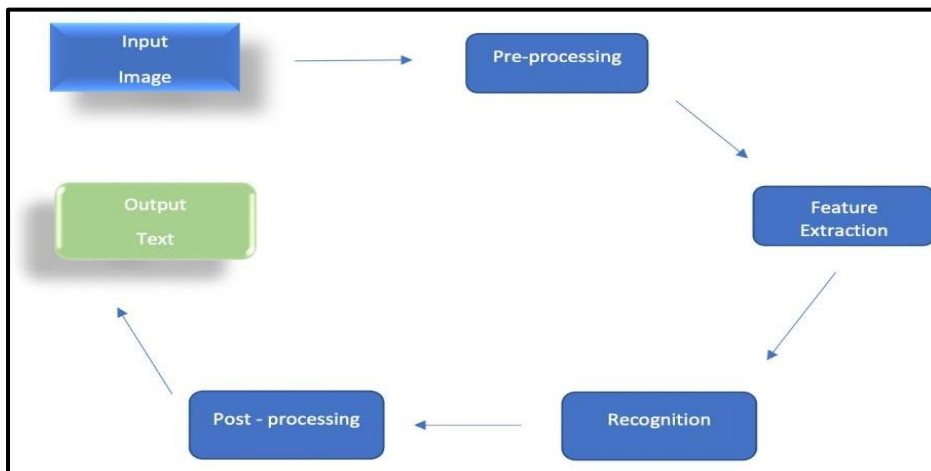 Input
Image
Pre-processing
Feature
Extraction
Recognition
Post - processing
Output
Text